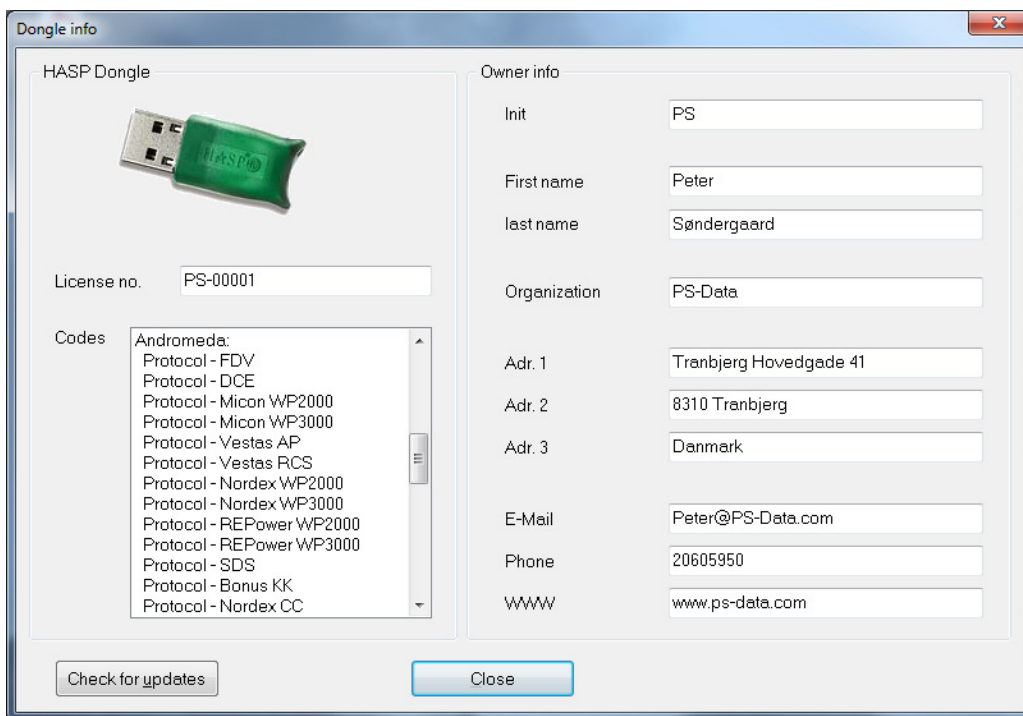 Dongle info
HASP Dongle
HASP®
License no. PS-00001
Codes
Andromeda:
Protocol - FDV
Protocol - DCE
Protocol - Micon WP2000
Protocol - Micon WP3000
Protocol - Vestas AP
Protocol - Vestas RCS
Protocol - Nordex WP2000
Protocol - Nordex WP3000
Protocol - REPower WP2000
Protocol - REPower WP3000
Protocol - SDS
Protocol - Bonus KK
Protocol - Nordex CC
Owner info
Init PS
First name Peter
last name Søndergaard
Organization PS-Data
Adr. 1 Tranbjerg Hovedgade 41
Adr. 2 8310 Tranbjerg
Adr. 3 Danmark
E-Mail Peter@PS-Data.com
Phone 20605950
WWW www.ps-data.com
Check for updates
Close